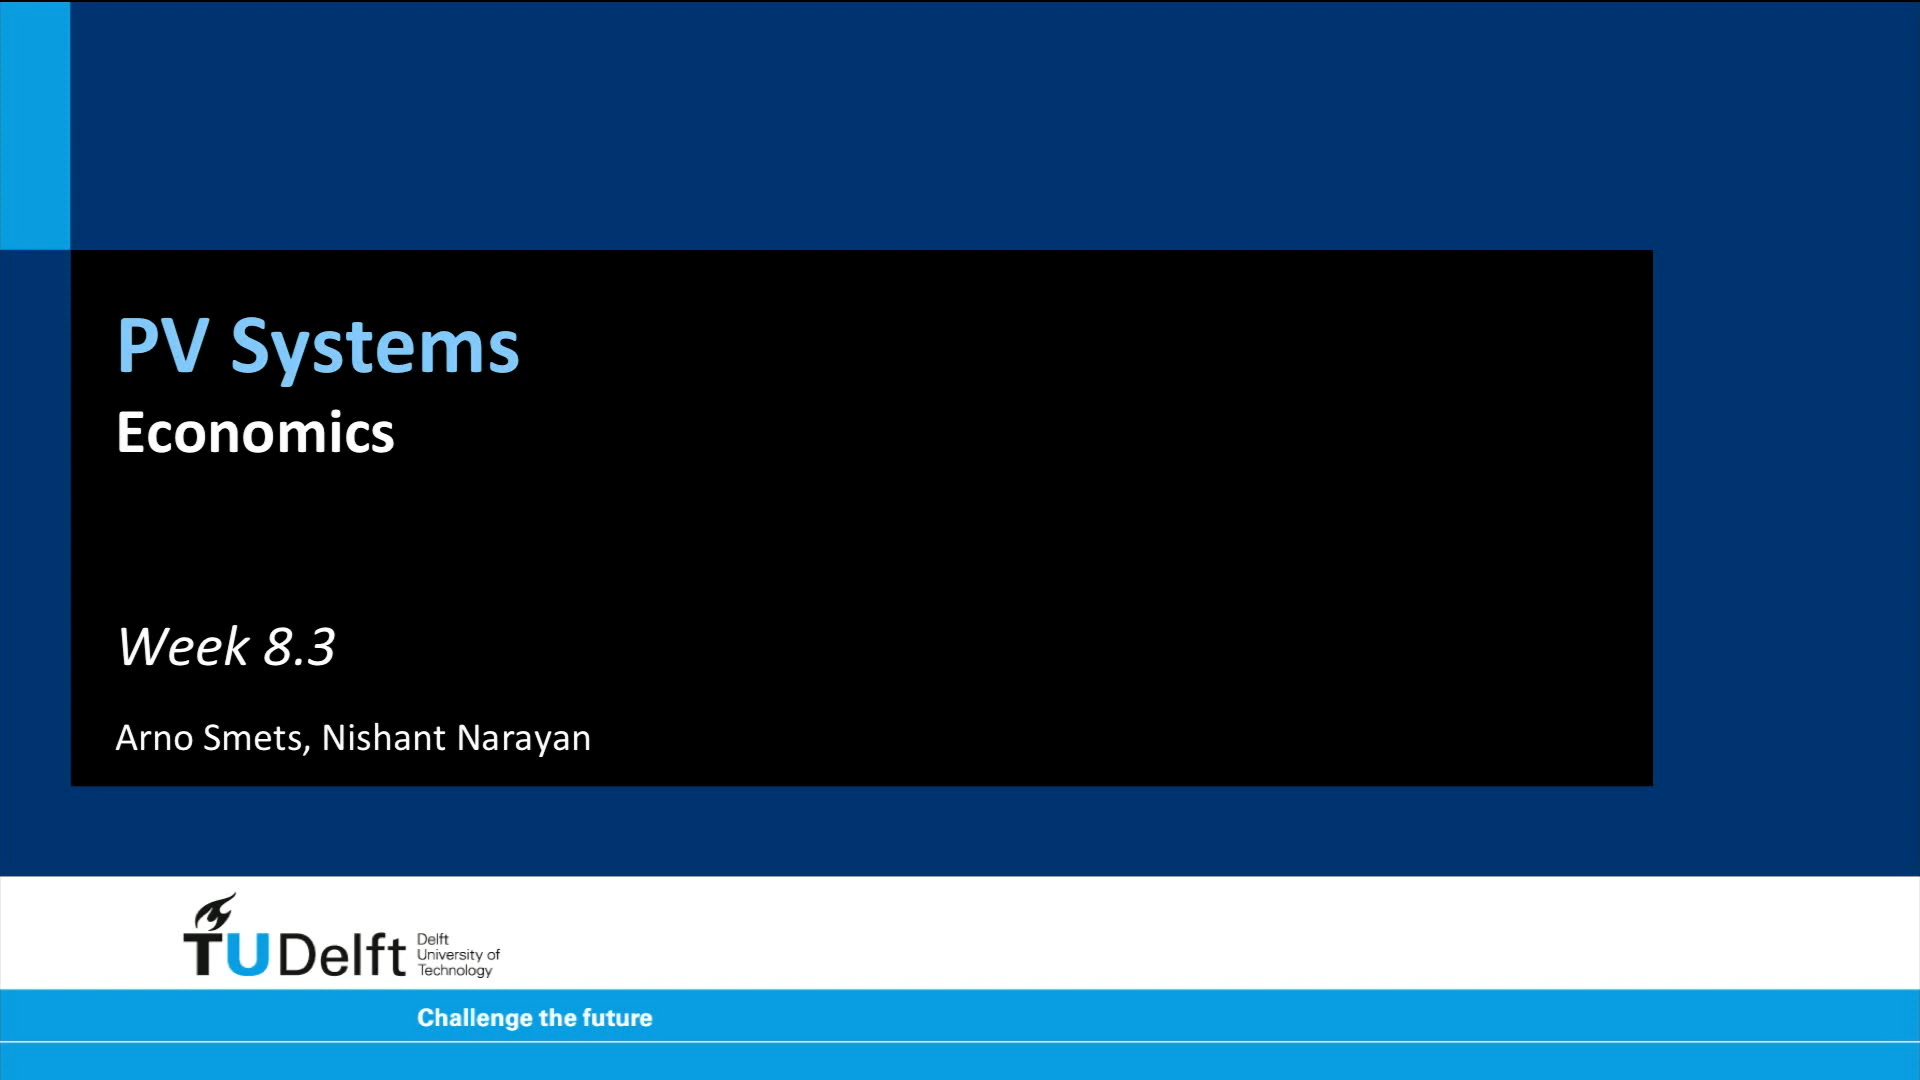 PV Systems
Economics
Week 8.3
Arno Smets, Nishant Narayan
TUDelft
Delft
University of
Technology
Challenge the future